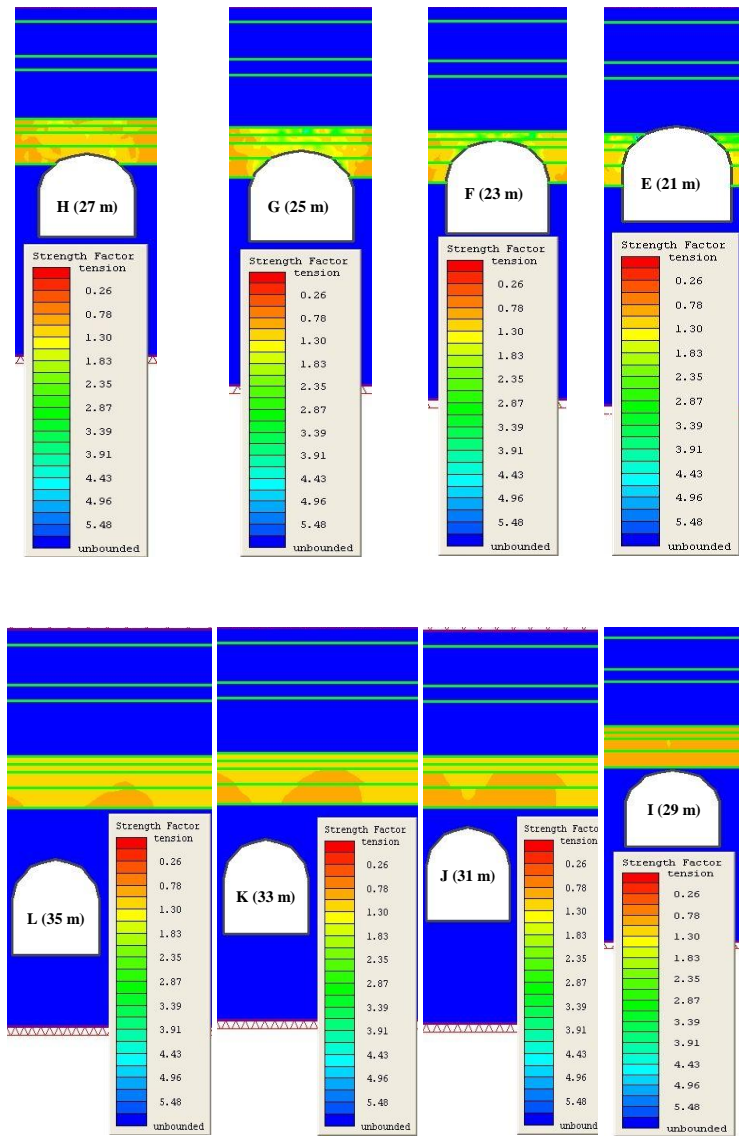 H (27 m)
G (25 m)
F (23 m)
E (21 m)
Strength Factor
tension
0.26
0.78
1.30
1.83
2.35
2.87
3.39
3.91
4.43
4.96
5.48
unbounded
Strength Factor
tension
0.26
0.78
1.30
1.83
2.35
2.87
3.39
3.91
4.43
4.96
5.48
unbounded
Strength Factor
tension
0.26
0.78
1.30
1.83
2.35
2.87
3.39
3.91
4.43
4.96
5.48
unbounded
Strength Factor
tension
0.26
0.78
1.30
1.83
2.35
2.87
3.39
3.91
4.43
4.96
5.48
unbounded
L (35 m)
K (33 m)
J (31 m)
I (29 m)
Strength Factor
tension
0.26
0.78
1.30
1.83
2.35
2.87
3.39
3.91
4.43
4.96
5.48
unbounded
Strength Factor
tension
0.26
0.78
1.30
1.83
2.35
2.87
3.39
3.91
4.43
4.96
5.48
unbounded
Strength Facto
tension
0.26
0.78
1.30
1.83
2.35
2.87
3.39
3.91
4.43
4.96
5.48
unbound
Strength Factor
tension
0.26
0.78
1.30
1.83
2.35
2.87
3.39
3.91
4.43
4.96
5.48
unbounded